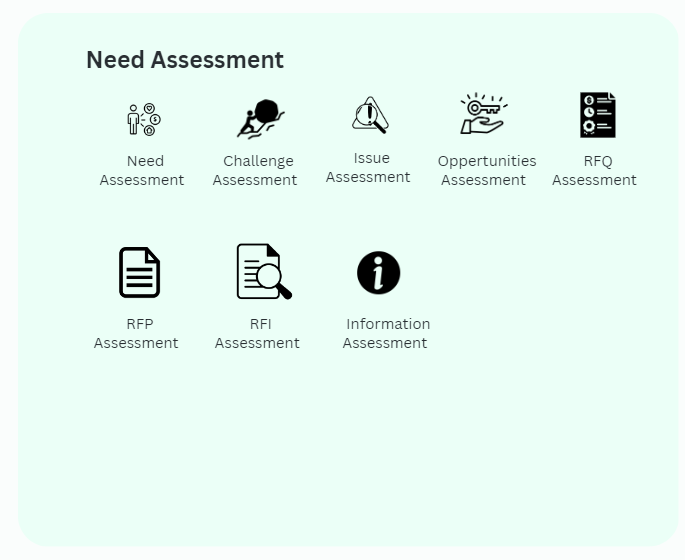 Need Assessment
Need
Assessment
Challenge
Assessment
Issue
Assessment
Oppertunities
Assessment
RFQ
Assessment
RFP
Assessment
RFI
Assessment
Information
Assessment